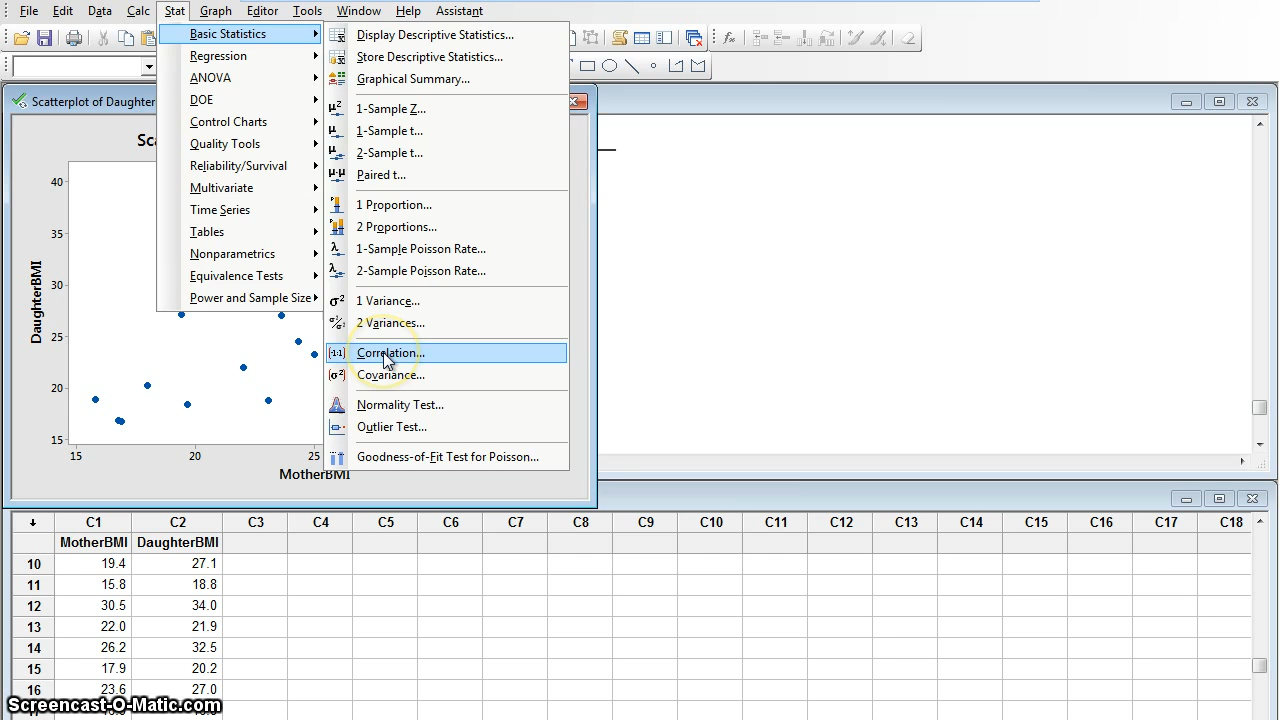 File Edit Data Calc Stat Graph Editor Tools Window Help Assistant
Basic Statistics
Regression
ANOVA
DOE
Control Charts
Quality Tools
Reliability/Survival
Multivariate
Time Series
Tables
Nonparametrics
Equivalence Tests
Power and Sample Size
Display Descriptive Statistics...
Store Descriptive Statistics...
Graphical Summary...
µ² 1-Sample Z...
µ 1-Sample t...
µ 2-Sample t...
µ-µ Paired t...
1 Proportion...
2 Proportions...
λ 1-Sample Poisson Rate...
λ 2-Sample Poisson Rate...
σ² 1 Variance...
2 Variances...
Correlation...
[σ²] Covariance...
Normality Test...
Outlier Test...
Goodness-of-Fit Test for Poisson...
fx
Scatterplot of Daughter
Sca
DaughterBMI
40
35
30
25
20
15
15 20 25
MotherBMI
C1 C2 C3 C4 C5 C6 C7 C8 C9 C10 C11 C12 C13 C14 C15 C16 C17 C18
MotherBMI DaughterBMI
10 19.4 27.1
11 15.8 18.8
12 30.5 34.0
13 22.0 21.9
14 26.2 32.5
15 17.9 20.2
16 23.6 27.0
Screencast-O-Matic.com